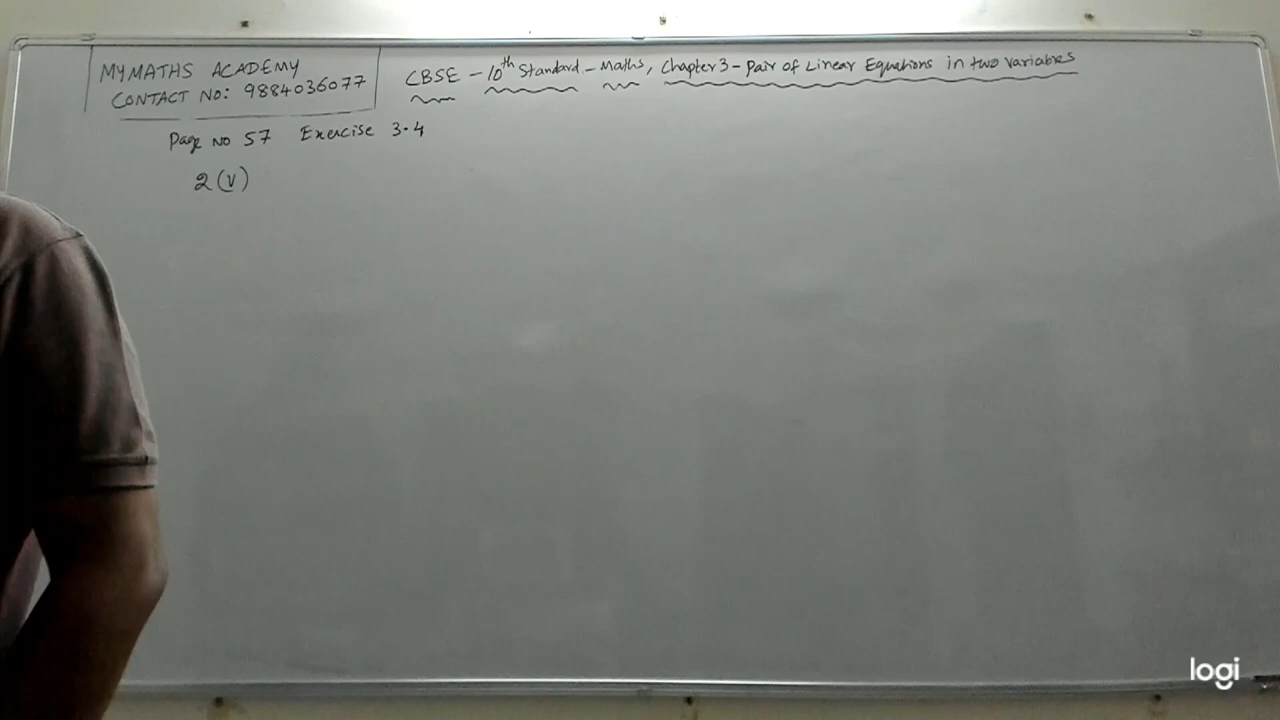 MYMATHS ACADEMY
CONTACT NO: 9884036077
CBSE - 10th Standard - Maths, Chapter 3 - Pair of Linear Equations in two variables
Page NO 57 Exercise 3.4
2(v)
logi